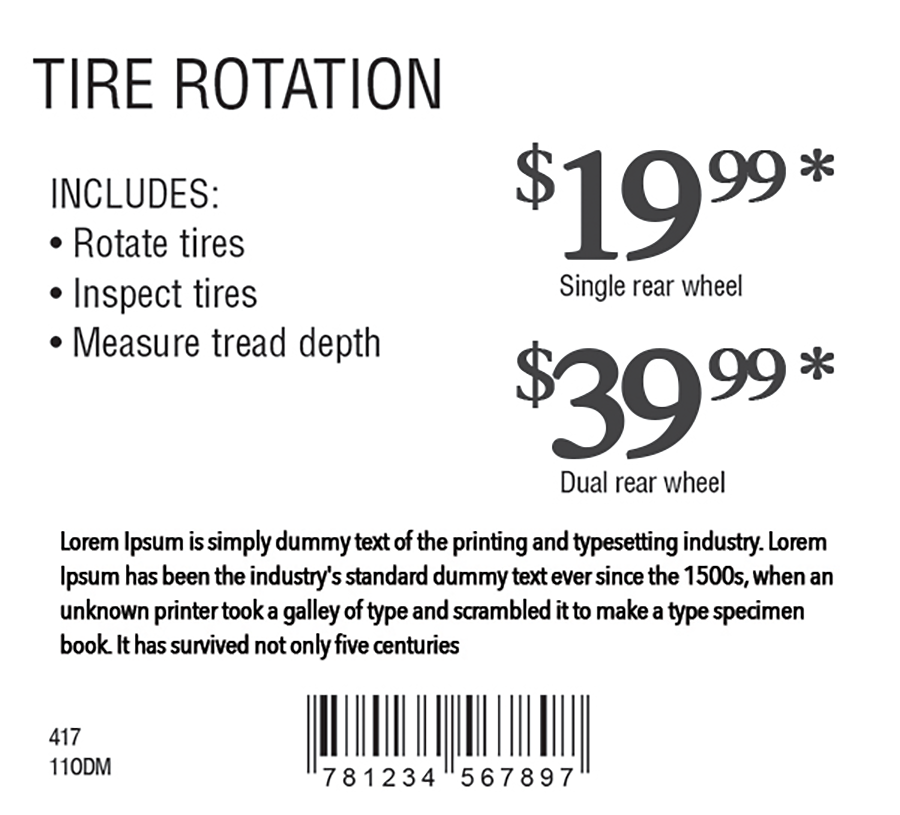 TIRE ROTATION
INCLUDES:
• Rotate tires
• Inspect tires
• Measure tread depth
$19.99*
Single rear wheel
$39.99*
Dual rear wheel
Lorem Ipsum is simply dummy text of the printing and typesetting industry. Lorem
Ipsum has been the industry's standard dummy text ever since the 1500s, when an
unknown printer took a galley of type and scrambled it to make a type specimen
book. It has survived not only five centuries
417
110DM
781234 567897